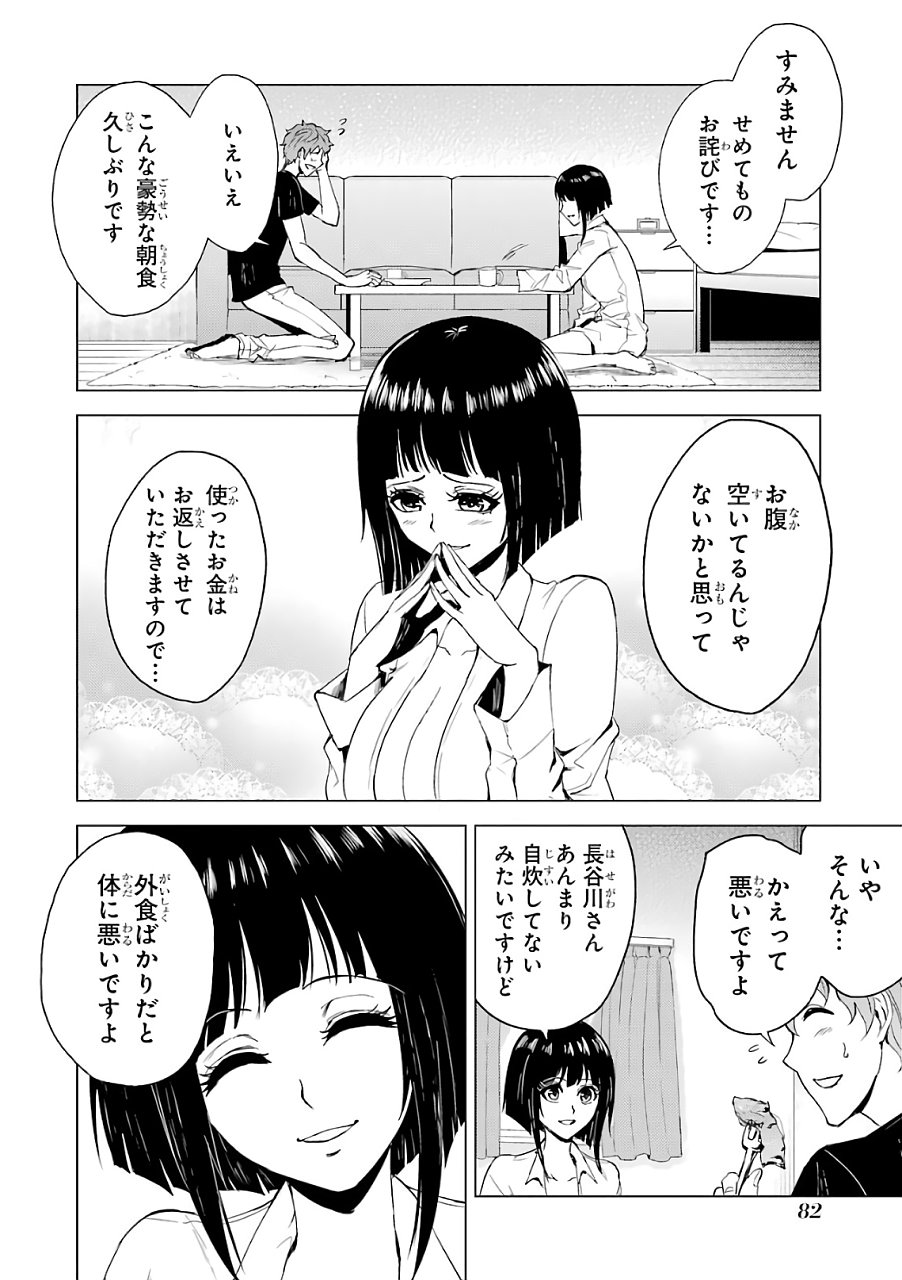 すみません
せめてもの
お詫びです…
いえいえ
こんな豪勢な朝食
久しぶりです
お腹
空いてるんじゃ
ないかと思って
使ったお金は
お返しさせて
いただきますので…
いや
そんな…
かえって
悪いですよ
長谷川さん
あんまり
自炊してない
みたいですけど
外食ばかりだと
体に悪いですよ
82